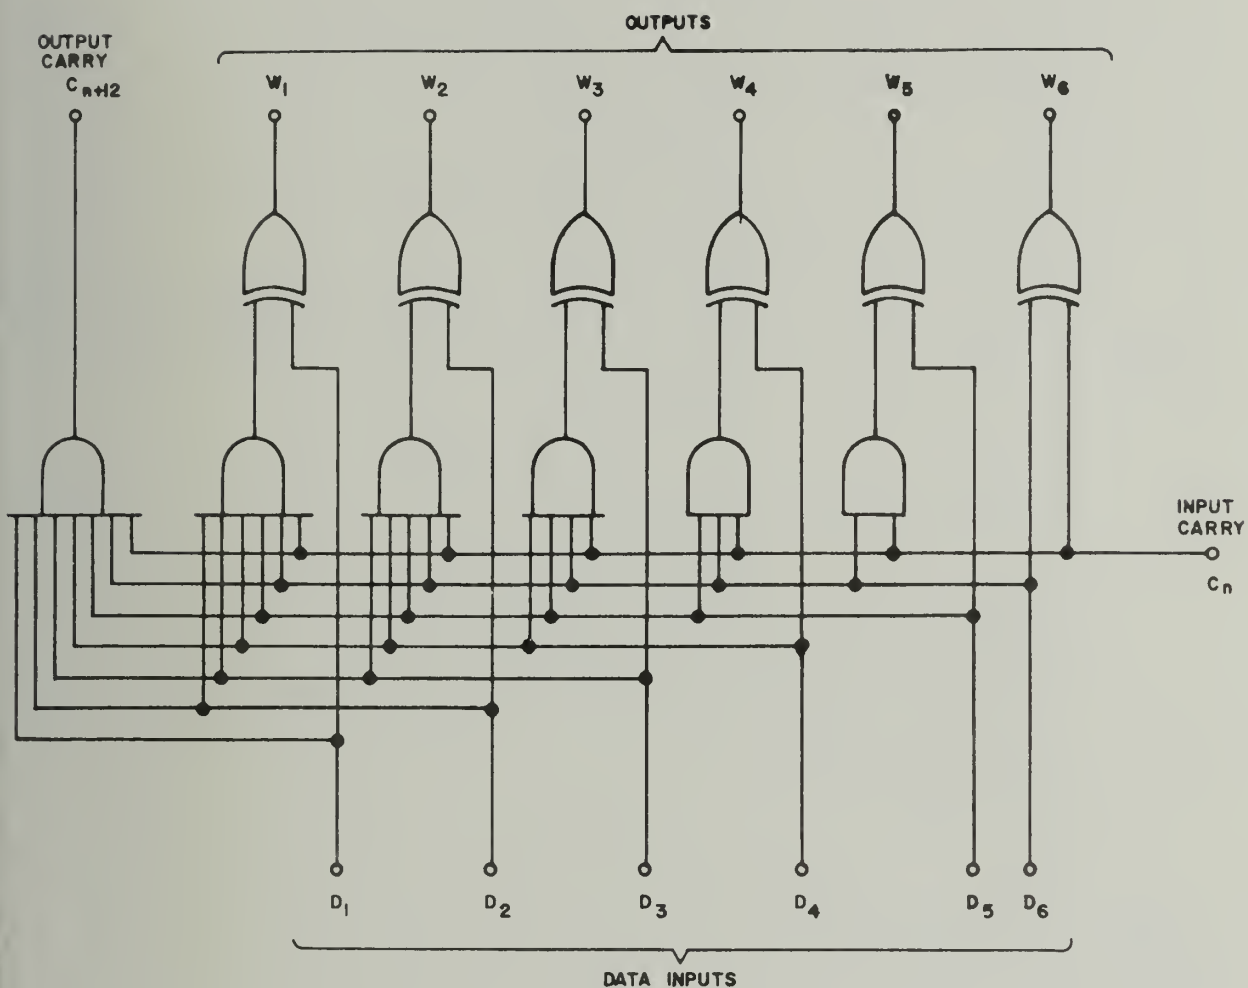 OUTPUTS
OUTPUT
CARRY
Cn+12
W1
W2
W3
W4
W5
W6
INPUT
CARRY
Cn
D1
D2
D3
D4
D5
D6
DATA INPUTS